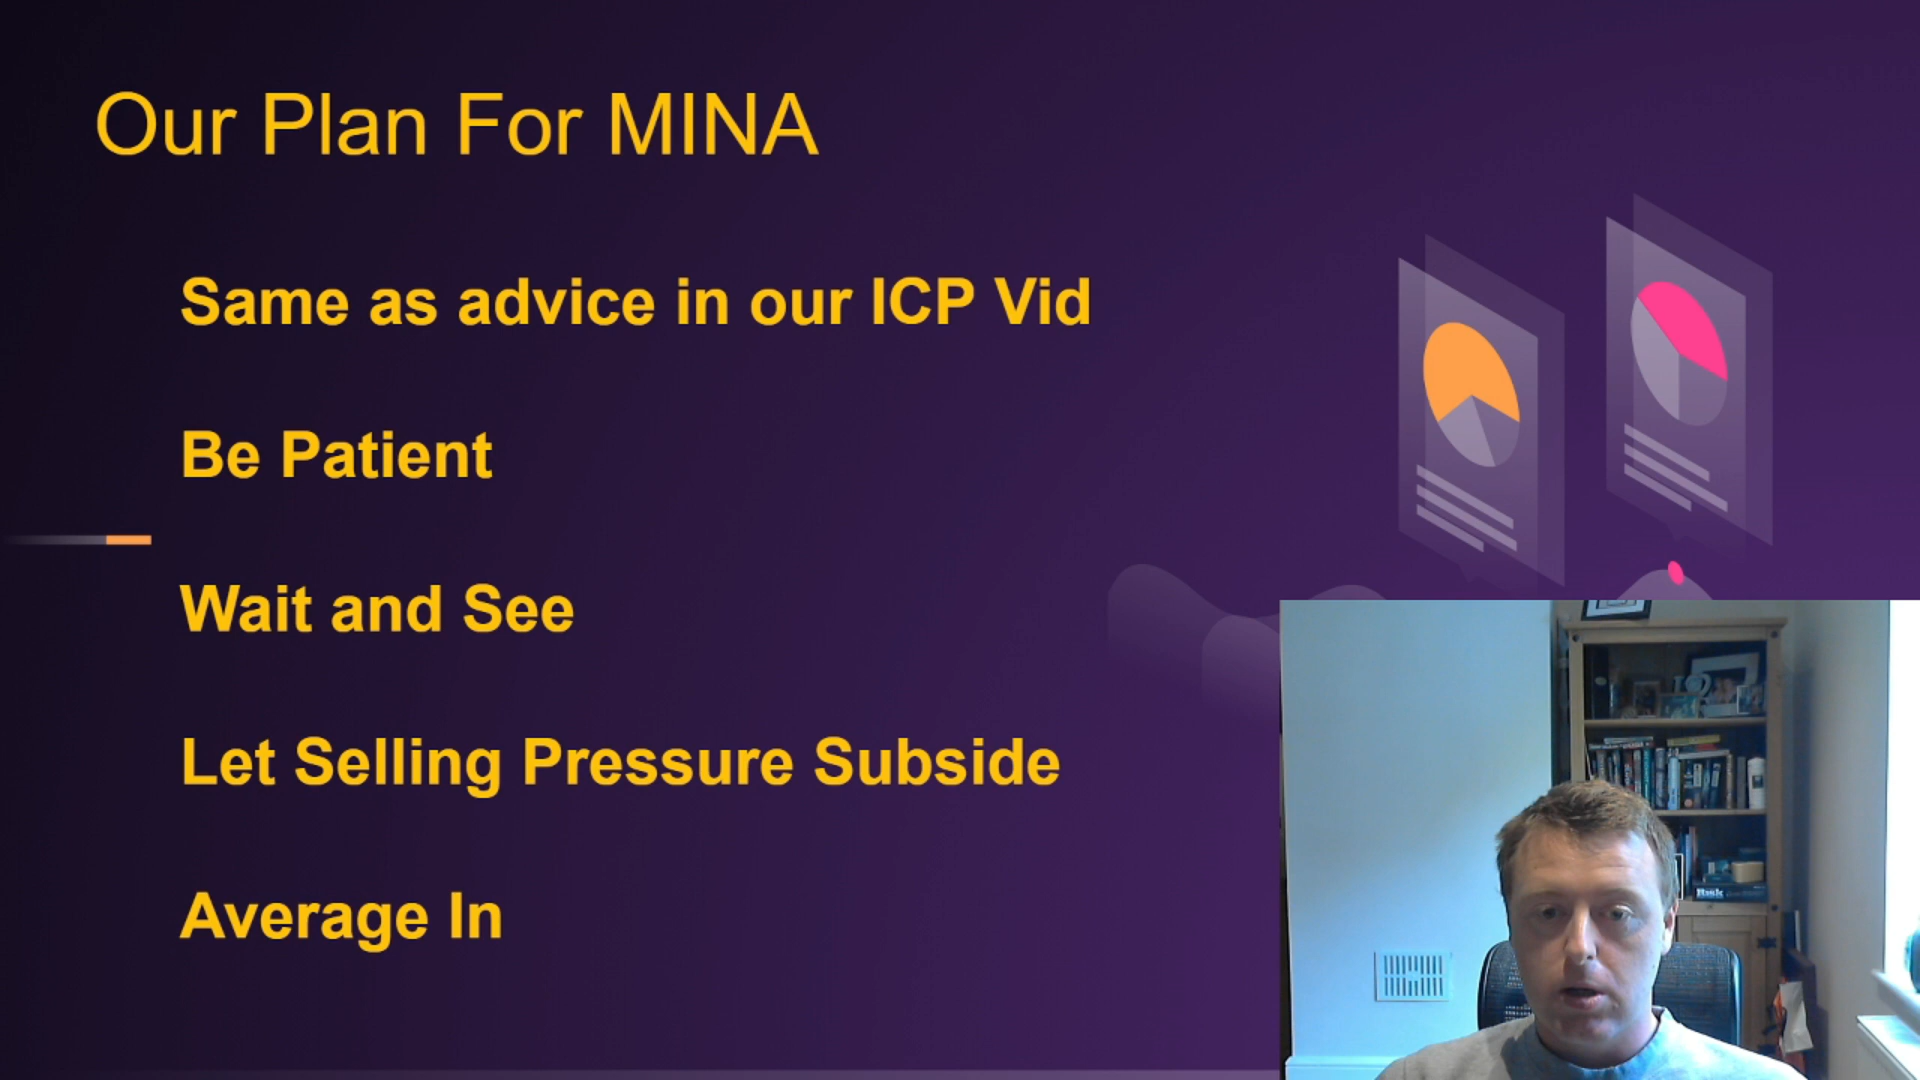 Our Plan For MINA
Same as advice in our ICP Vid
Be Patient
Wait and See
Let Selling Pressure Subside
Average In
Risk